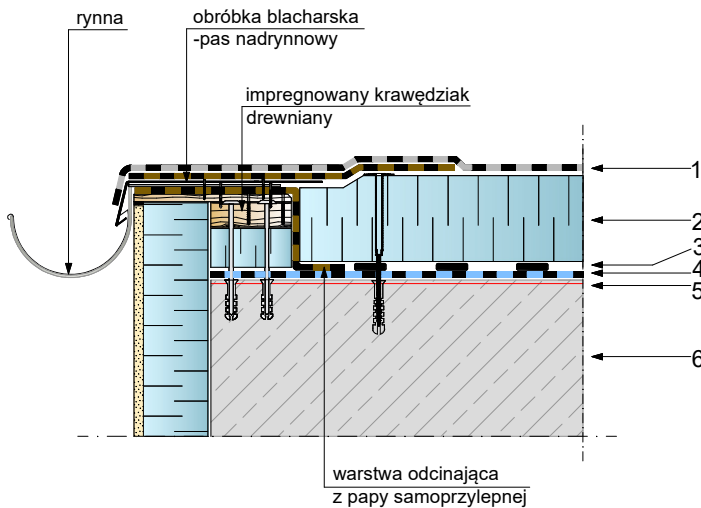 rynna
obróbka blacharska
-pas nadrynnowy
impregnowany krawędziak
drewniany
1
2
3
4
5
6
warstwa odcinająca
z papy samoprzylepnej